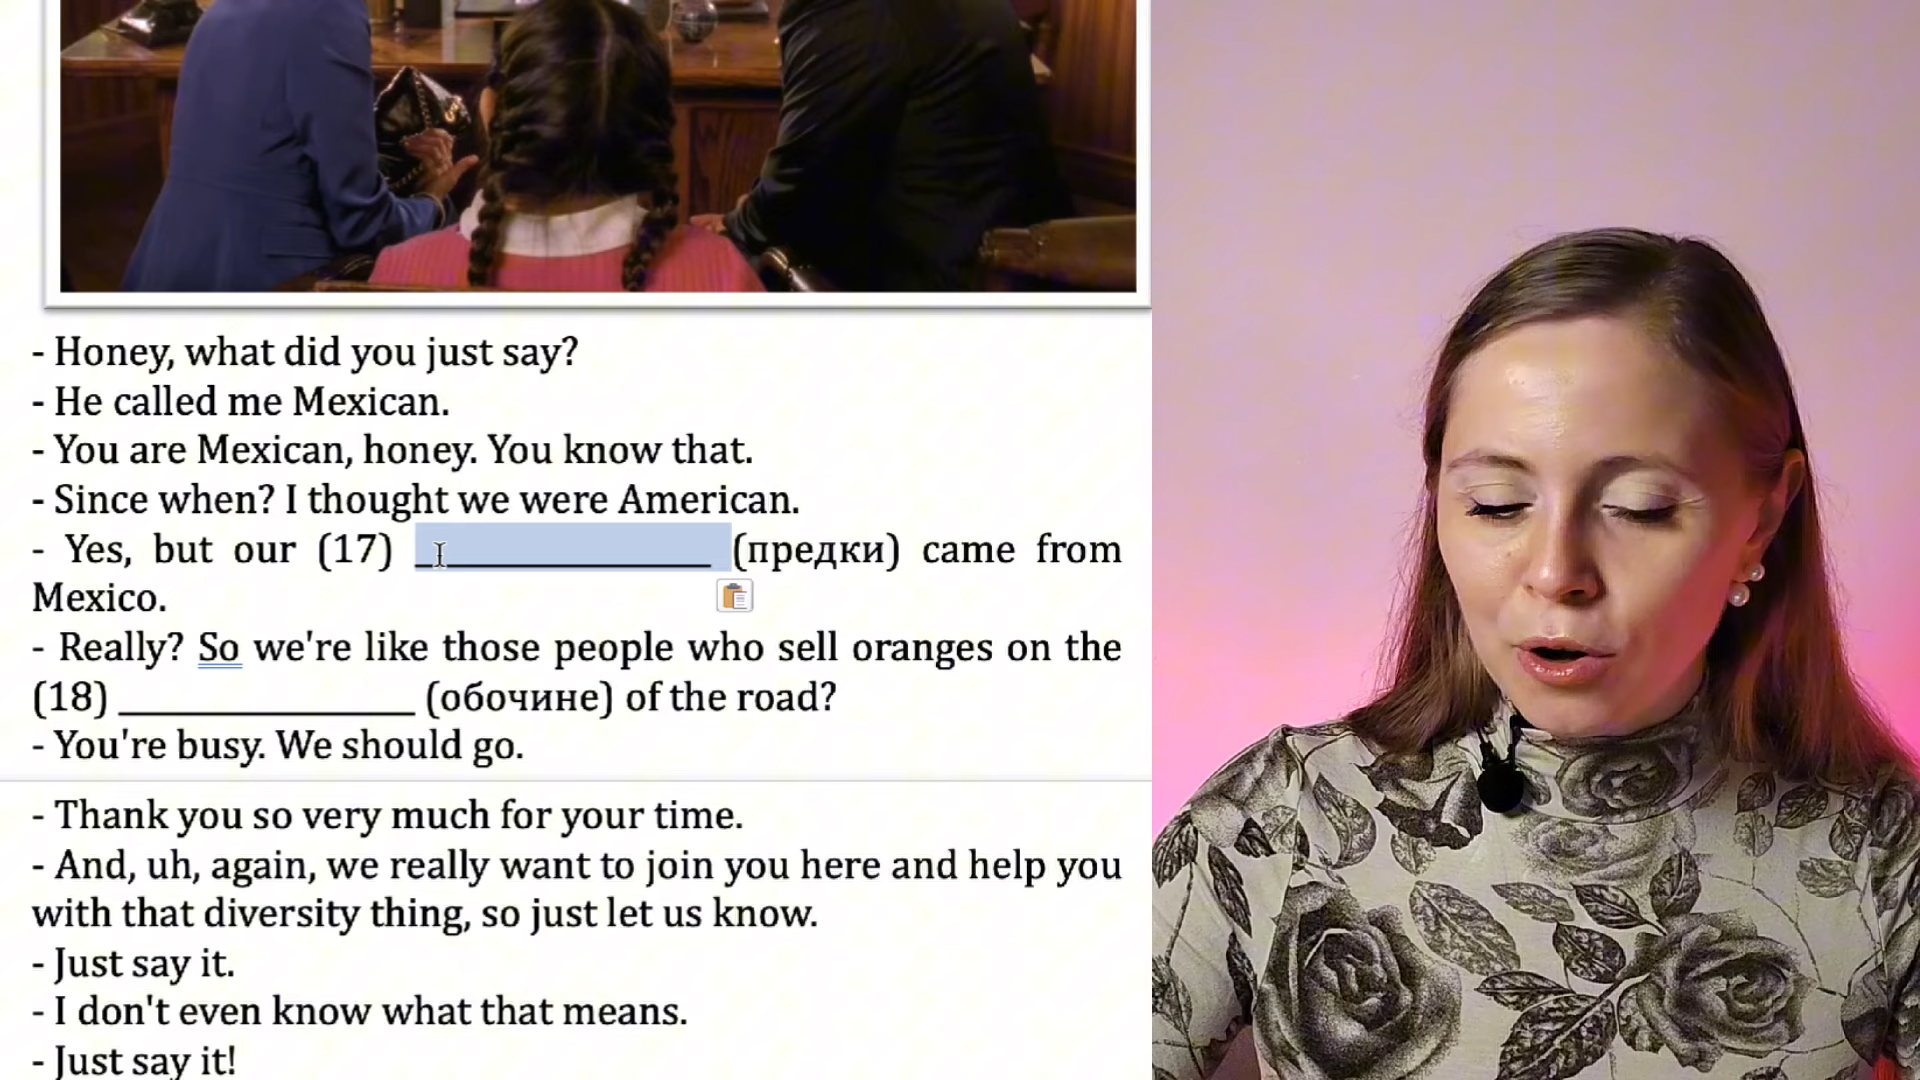 - Honey, what did you just say?
- He called me Mexican.
- You are Mexican, honey. You know that.
- Since when? I thought we were American.
- Yes, but our (17) ______________ (предки) came from
Mexico.
- Really? So we're like those people who sell oranges on the
(18) ______________ (обочине) of the road?
- You're busy. We should go.
- Thank you so very much for your time.
- And, uh, again, we really want to join you here and help you
with that diversity thing, so just let us know.
- Just say it.
- I don't even know what that means.
- Just say it!